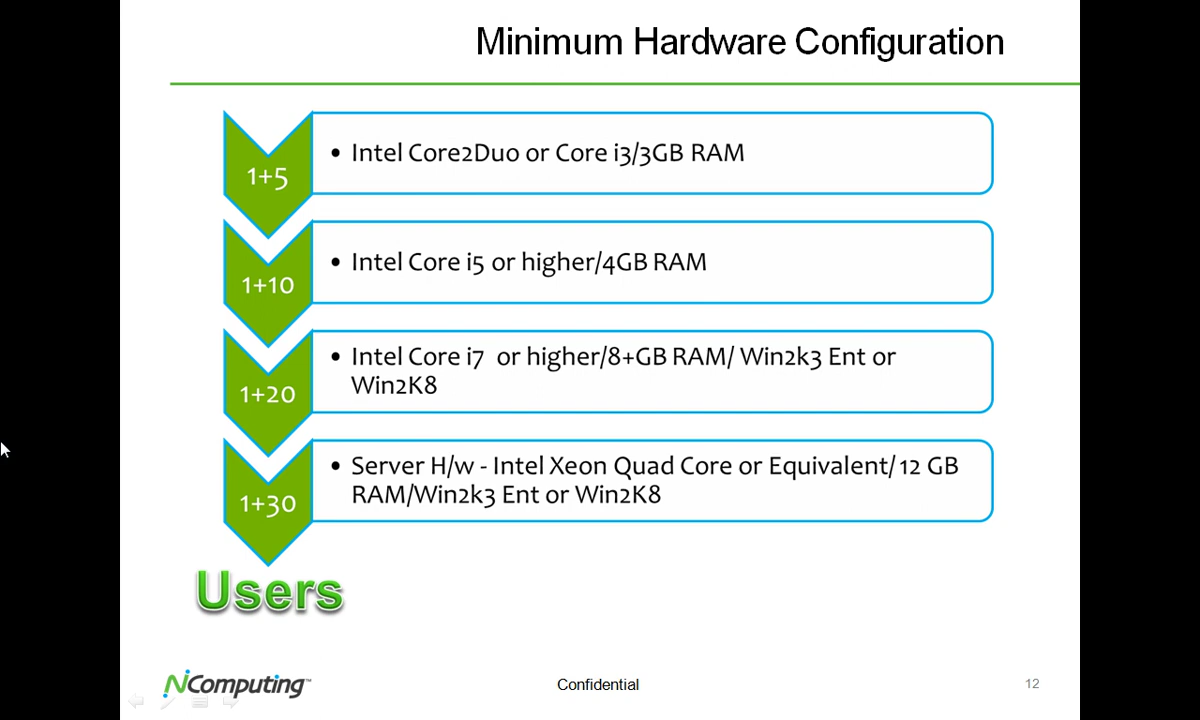 Minimum Hardware Configuration
1+5
• Intel Core2Duo or Core i3/3GB RAM
1+10
• Intel Core i5 or higher/4GB RAM
1+20
• Intel Core i7  or higher/8+GB RAM/ Win2k3 Ent or
Win2K8
1+30
• Server H/w - Intel Xeon Quad Core or Equivalent/ 12 GB
RAM/Win2k3 Ent or Win2K8
Users
NComputing™
Confidential
12